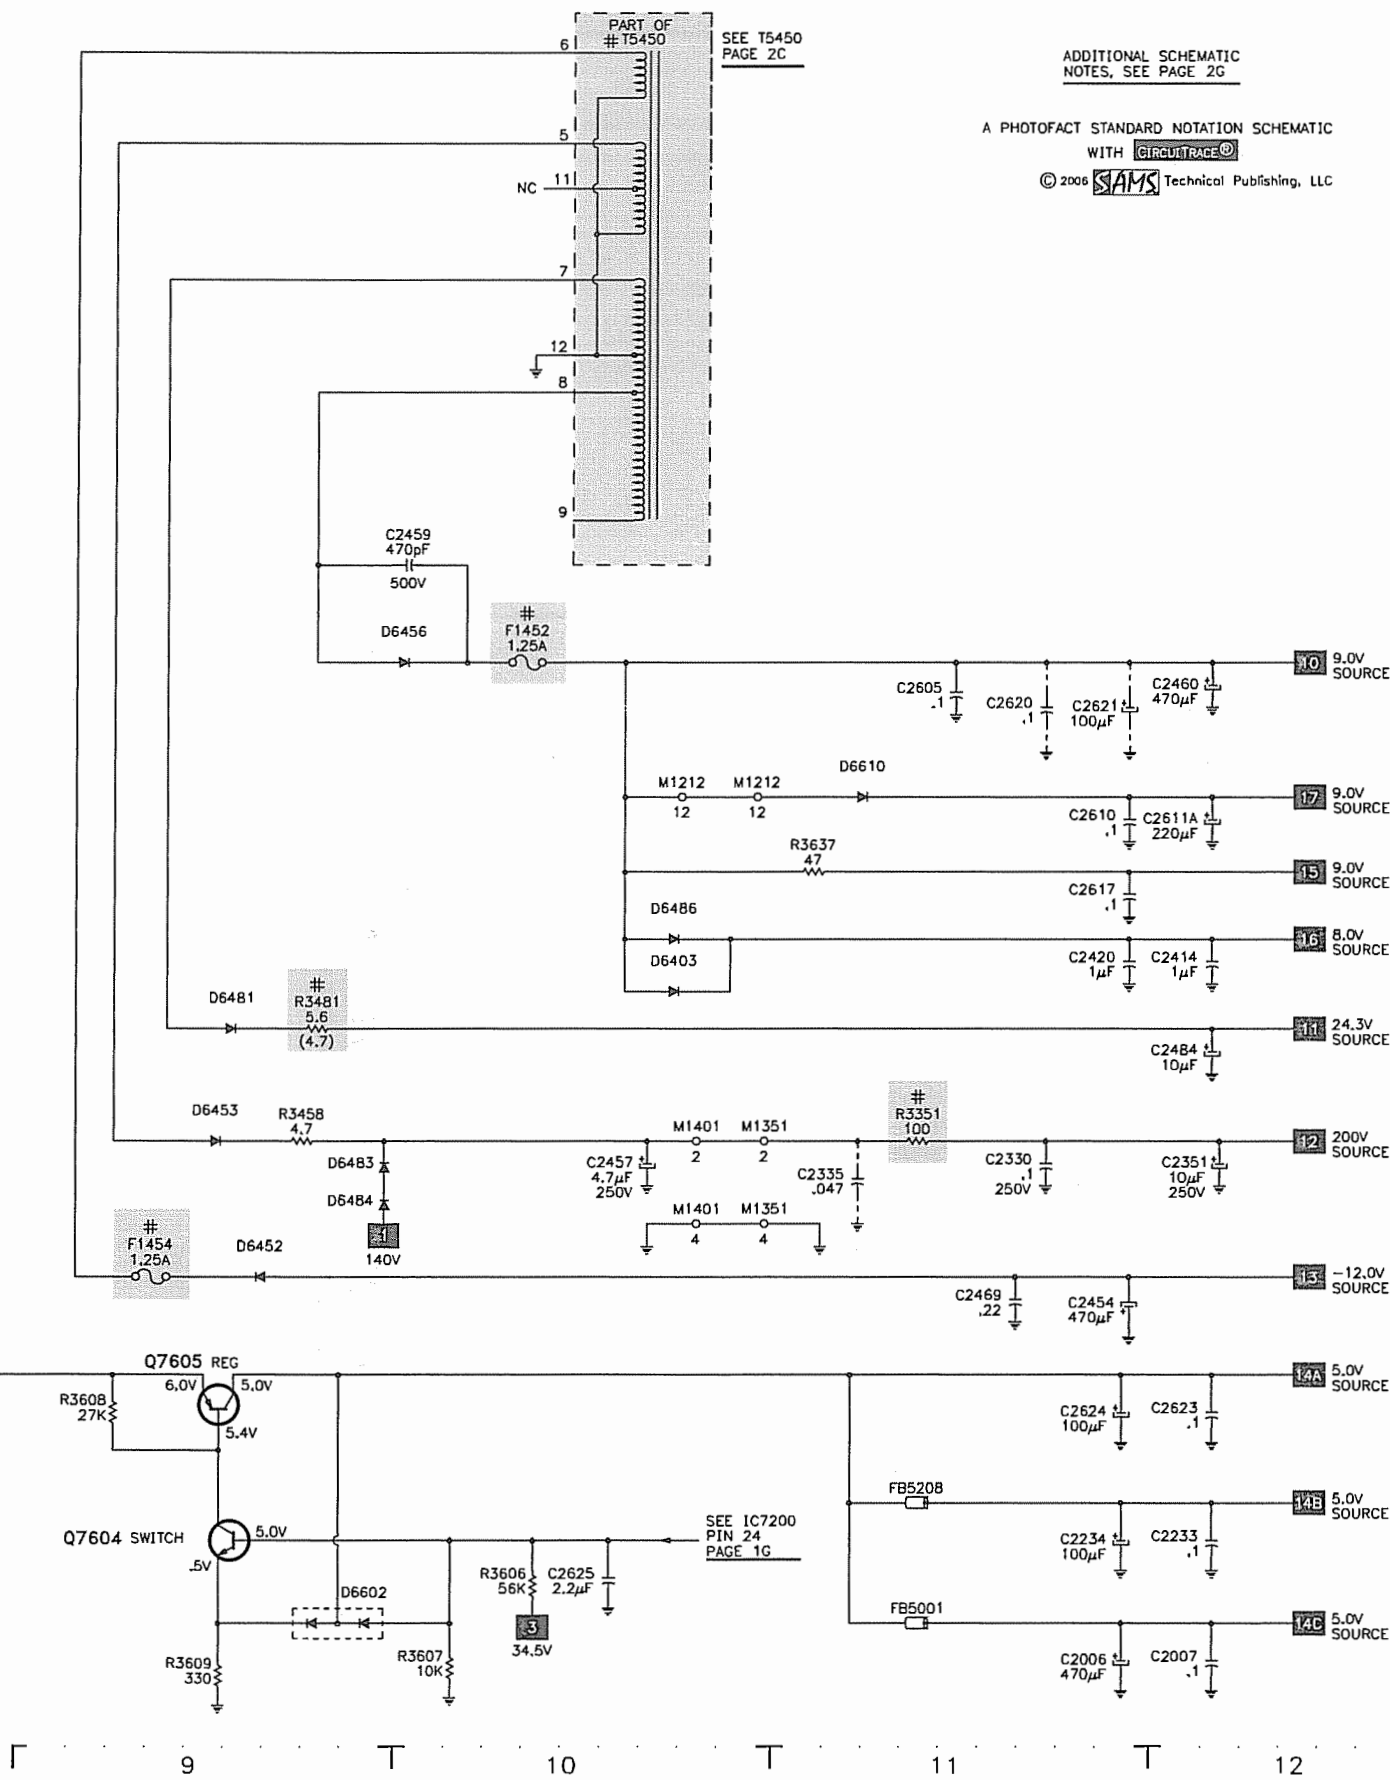 PART OF
# T5450
SEE T5450
PAGE 2C
ADDITIONAL SCHEMATIC
NOTES, SEE PAGE 2G
A PHOTOFACT STANDARD NOTATION SCHEMATIC
WITH CIRCUITRACE®
© 2006 SAMS Technical Publishing, LLC
6
5
NC 11
7
12
8
9
C2459
470pF
500V
D6456
#
F1452
1.25A
10 9.0V
SOURCE
C2605
.1
C2620
.1
C2621 +
100µF
C2460 +
470µF
M1212
12
M1212
12
D6610
17 9.0V
SOURCE
C2610
.1
C2611A +
220µF
R3637
47
15 9.0V
SOURCE
C2617
.1
D6486
D6403
16 8.0V
SOURCE
C2420
1µF
C2414
1µF
D6481
#
R3481
5.6
(4.7)
11 24.3V
SOURCE
C2484 +
10µF
D6453
R3458
4.7
D6483
D6484
1
140V
C2457 +
4.7µF
250V
M1401
2
M1351
2
C2335
.047
#
R3351
100
C2330
.1
250V
C2351 +
10µF
250V
12 200V
SOURCE
M1401
4
M1351
4
#
F1454
1.25A
D6452
13 -12.0V
SOURCE
C2469
.22
C2454
470µF +
Q7605 REG
6.0V
5.0V
5.4V
R3608
27K
14A 5.0V
SOURCE
C2624 +
100µF
C2623
.1
Q7604 SWITCH
5.0V
.5V
SEE IC7200
PIN 24
PAGE 1G
FB5208
14B 5.0V
SOURCE
C2234 +
100µF
C2233
.1
R3606
56K
C2625
2.2µF
3
34.5V
D6602
R3609
330
R3607
10K
FB5001
14C 5.0V
SOURCE
C2006 +
470µF
C2007
.1
9
10
11
12